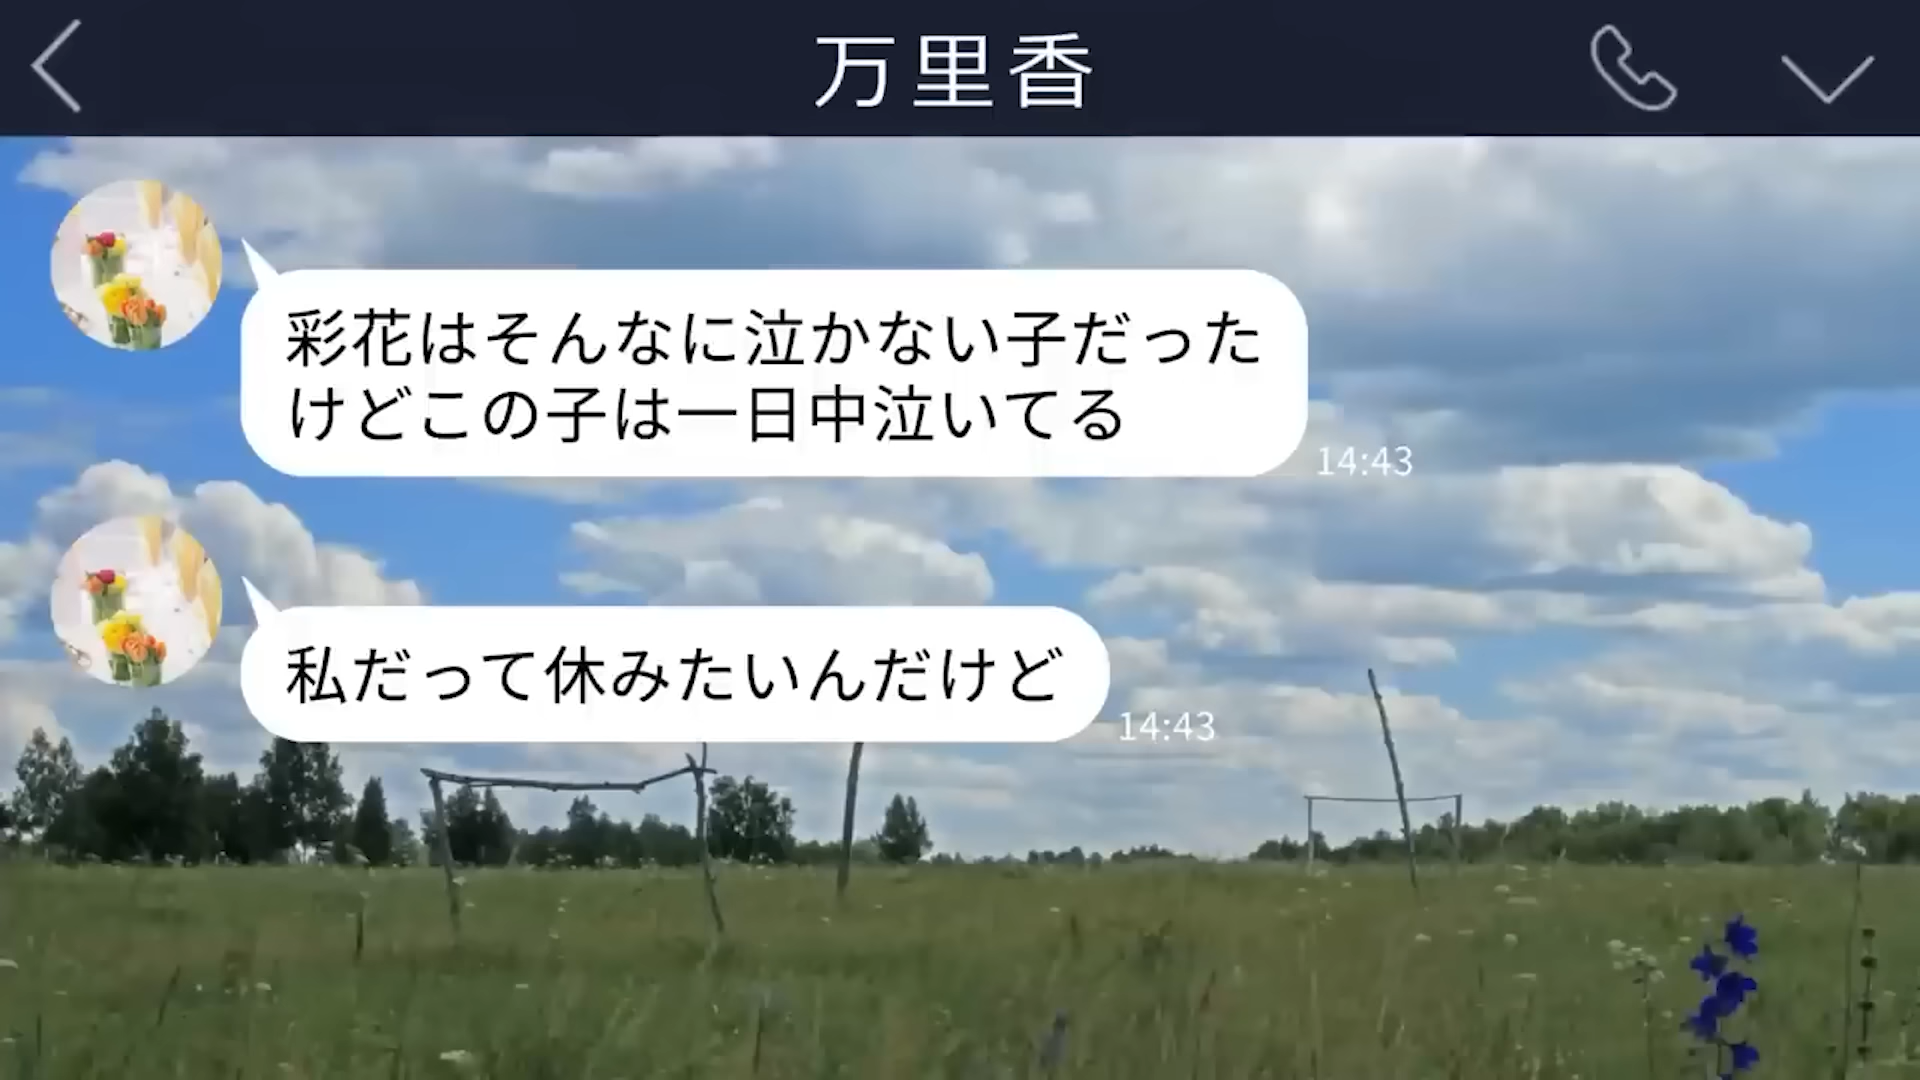 万里香
彩花はそんなに泣かない子だった
けどこの子は一日中泣いてる
14:43
私だって休みたいんだけど
14:43